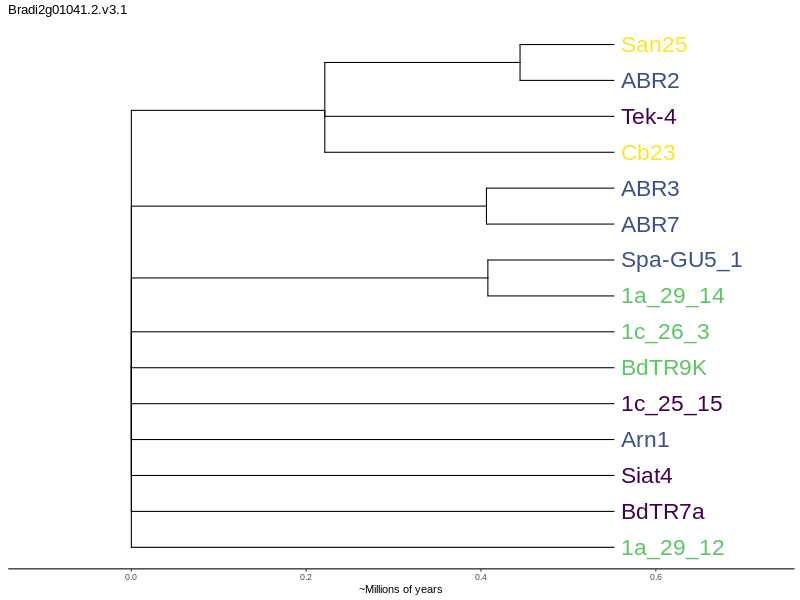 Bradi2g01041.2.v3.1
San25
ABR2
Tek-4
Cb23
ABR3
ABR7
Spa-GU5_1
1a_29_14
1c_26_3
BdTR9K
1c_25_15
Arn1
Siat4
BdTR7a
1a_29_12
0.0 0.2 0.4 0.6
~Millions of years